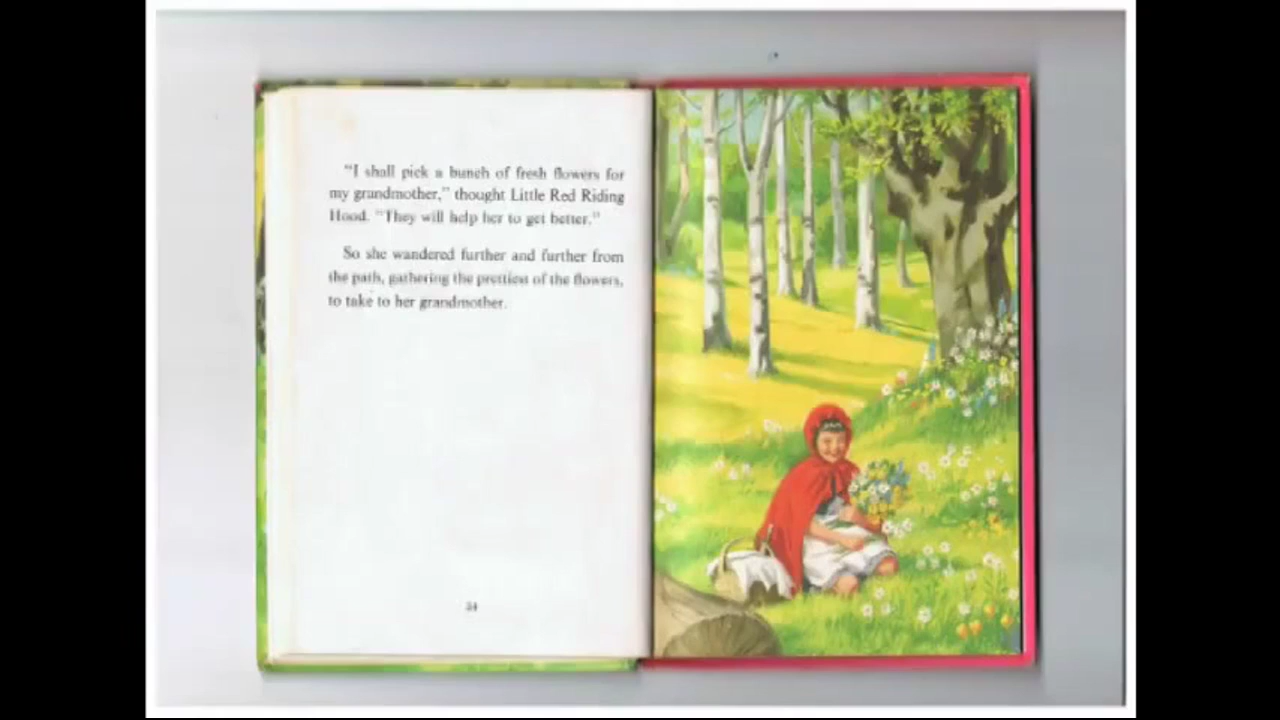 "I shall pick a bunch of fresh flowers for
my grandmother," thought Little Red Riding
Hood. "They will help her to get better."
So she wandered further and further from
the path, gathering the prettiest of the flowers,
to take to her grandmother.